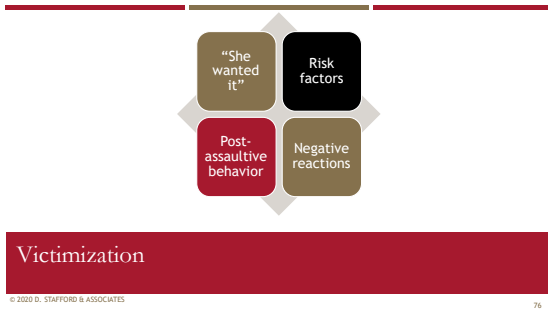 “She
wanted
it”
Risk
factors
Post-
assaultive
behavior
Negative
reactions
Victimization
© 2020 D. STAFFORD & ASSOCIATES
76